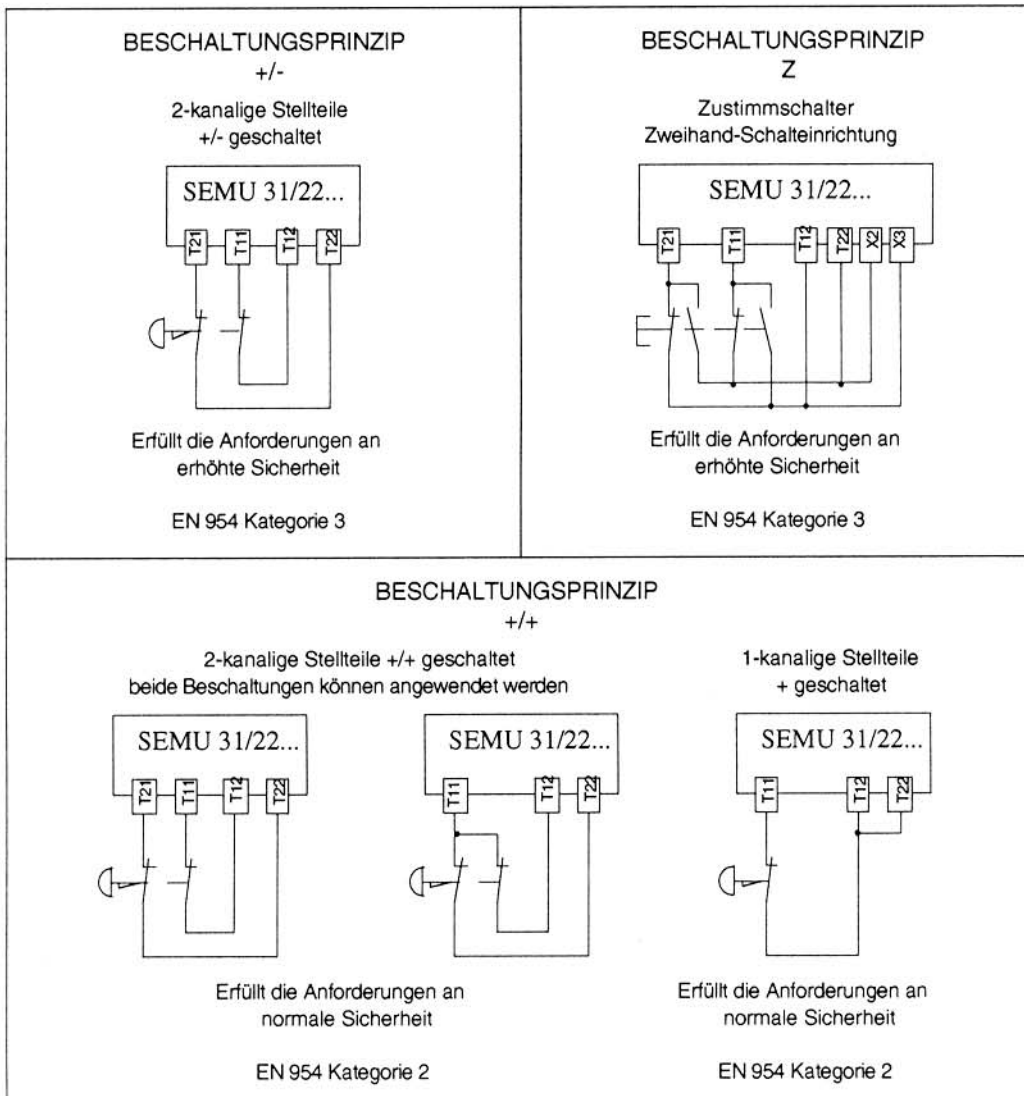 BESCHALTUNGSPRINZIP
+/-
2-kanalige Stellteile
+/- geschaltet
SEMU 31/22...
T21 T11 T12 T22
Erfüllt die Anforderungen an
erhöhte Sicherheit
EN 954 Kategorie 3
BESCHALTUNGSPRINZIP
Z
Zustimmschalter
Zweihand-Schalteinrichtung
SEMU 31/22...
T21 T11 T12 T22 X2 X3
Erfüllt die Anforderungen an
erhöhte Sicherheit
EN 954 Kategorie 3
BESCHALTUNGSPRINZIP
+/+
2-kanalige Stellteile +/+ geschaltet
beide Beschaltungen können angewendet werden
SEMU 31/22...
T21 T11 T12 T22
SEMU 31/22...
T11 T12 T22
Erfüllt die Anforderungen an
normale Sicherheit
EN 954 Kategorie 2
1-kanalige Stellteile
+ geschaltet
SEMU 31/22...
T11 T12 T22
Erfüllt die Anforderungen an
normale Sicherheit
EN 954 Kategorie 2